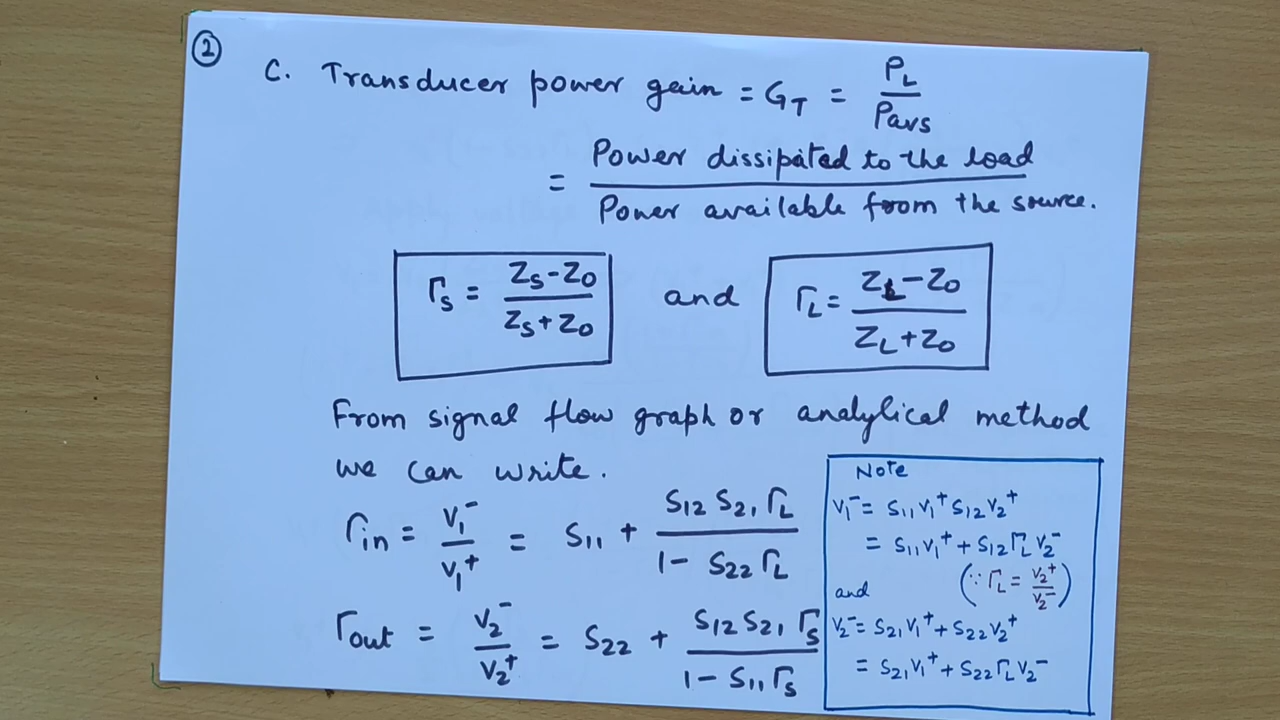 ②
C. Transducer power gain = G_T = P_L / Pavs
= Power dissipated to the load / Power available from the source.
Γ_S = (Z_S - Z_0) / (Z_S + Z_0) and Γ_L = (Z_L - Z_0) / (Z_L + Z_0)
From signal flow graph or analytical method
we can write.
Γ_in = V_1^- / V_1^+ = S_11 + (S_12 S_21 Γ_L) / (1 - S_22 Γ_L)
Γ_out = V_2^- / V_2^+ = S_22 + (S_12 S_21 Γ_S) / (1 - S_11 Γ_S)
Note
V_1^- = S_11 V_1^+ S_12 V_2^+
= S_11 V_1^+ + S_12 Γ_L V_2^-
and (∵ Γ_L = V_2^+ / V_2^-)
V_2^- = S_21 V_1^+ + S_22 V_2^+
= S_21 V_1^+ + S_22 Γ_L V_2^-